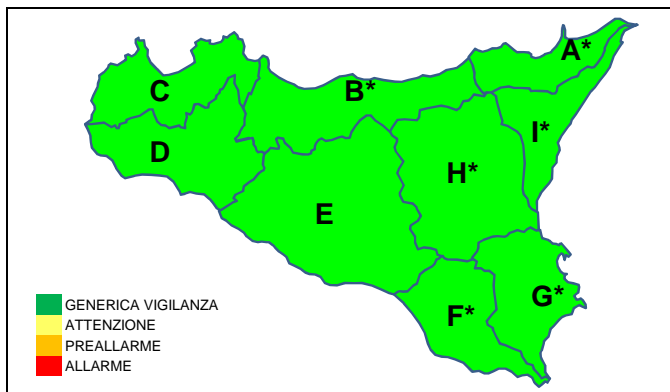 A*
C
B*
I*
D
H*
E
G*
F*
GENERICA VIGILANZA
ATTENZIONE
PREALLARME
ALLARME